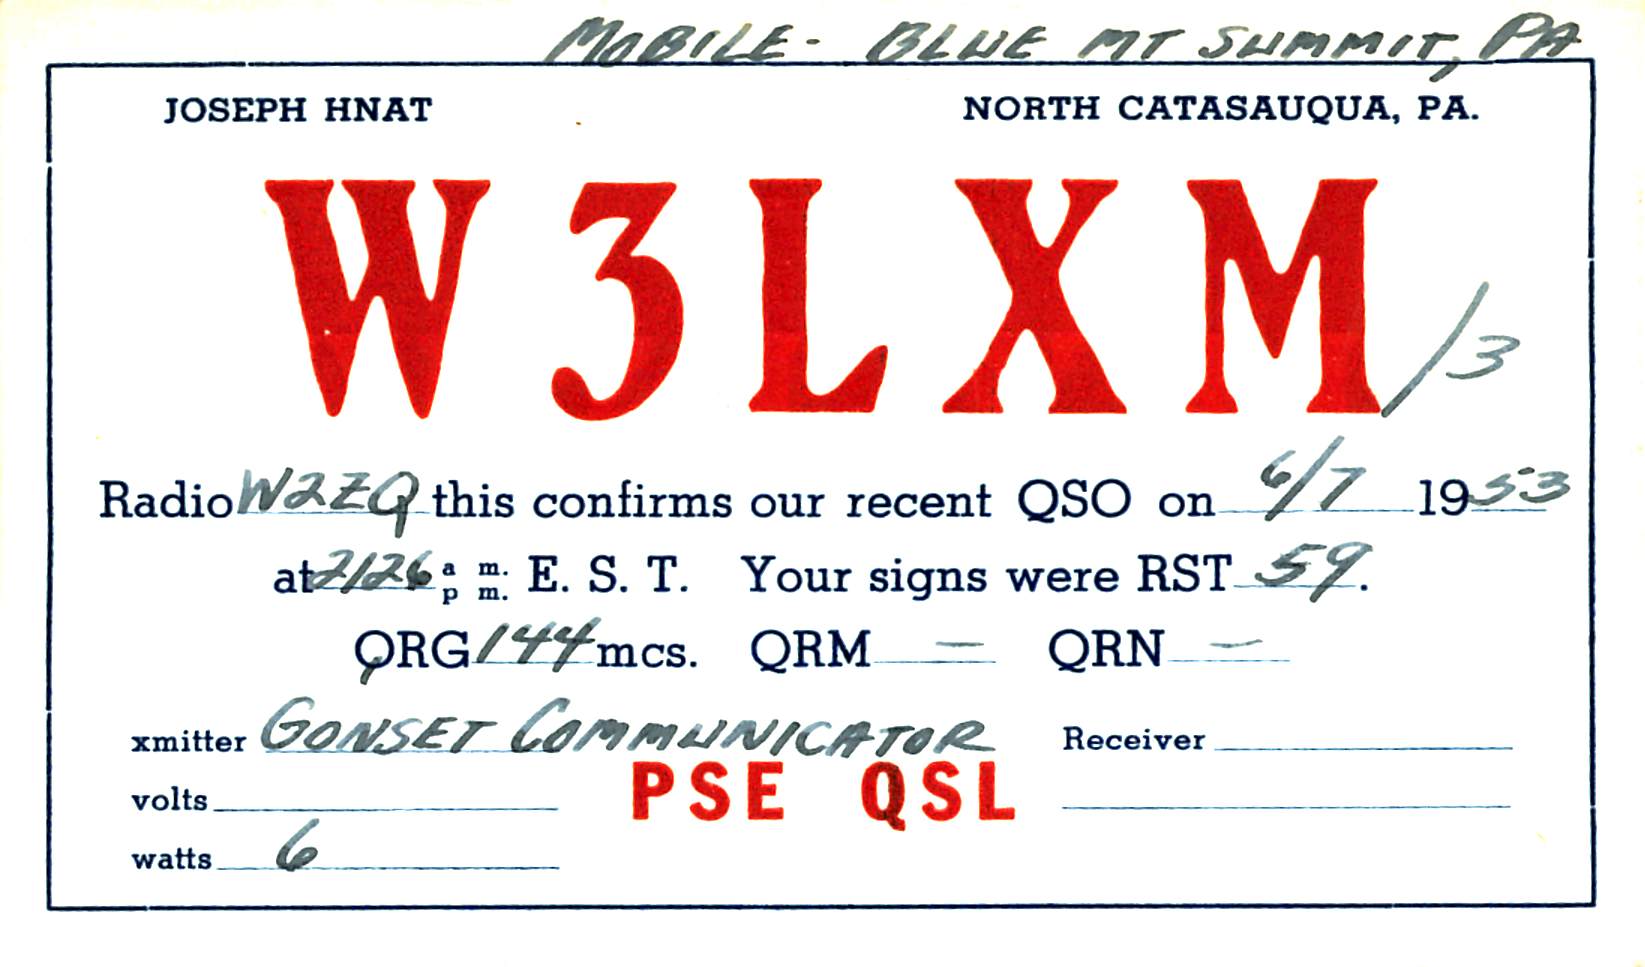 MOBILE - BLUE MT SUMMIT, PA
JOSEPH HNAT NORTH CATASAUQUA, PA.
W3LXM/3
Radio W2ZQ this confirms our recent QSO on 6/7 1953
at 2126 a p m. m. E. S. T. Your signs were RST 59.
QRG 144 mcs. QRM — QRN —
xmitter GONSET COMMUNICATOR Receiver
volts PSE QSL
watts 6